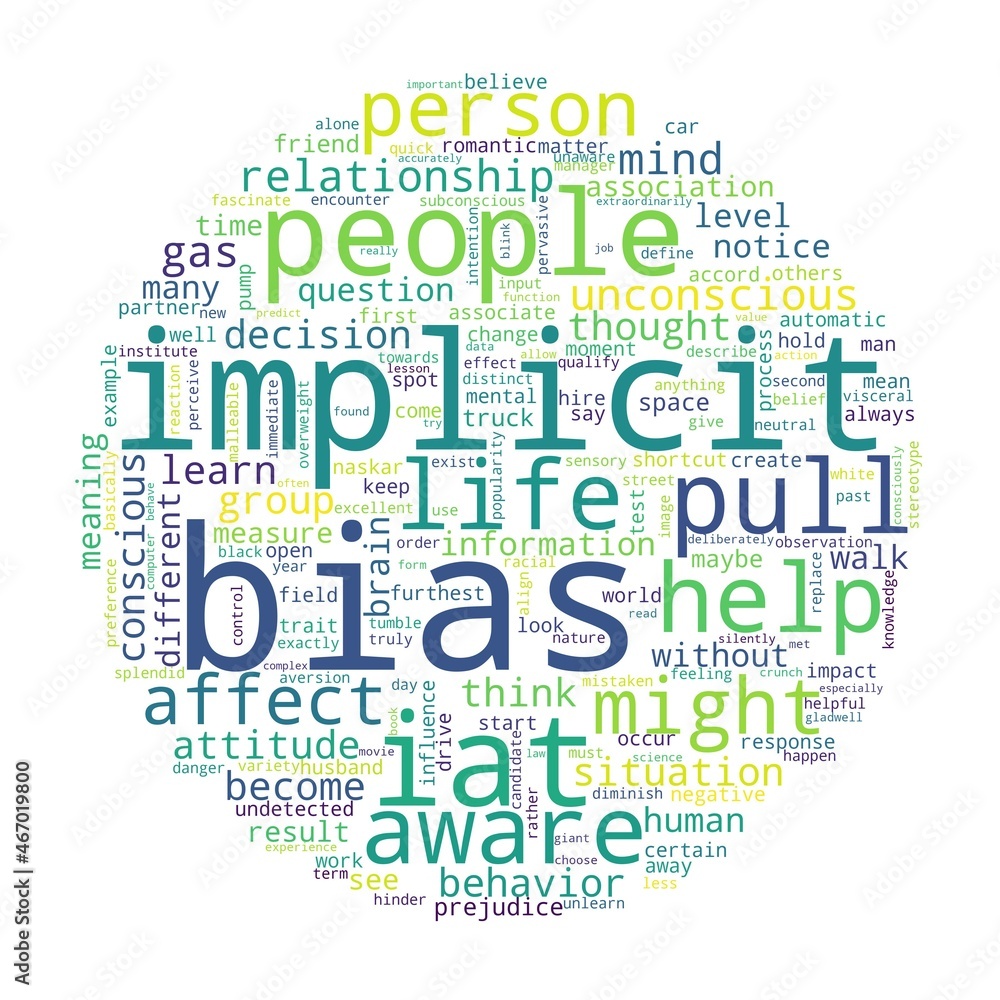 important believe
person
alone car
friend quick romantic matter
accurately unaware mind
manager
relationship association
fascinate encounter subconscious extraordinarily
people
time intention blink pervasive level
really job define notice
gas pump input accord others
many question function unconscious
partner new predict first associate value
thought automatic
well decision change
data moment describe hold man
institute towards effect allow qualify process action
example reaction perceive lesson spot distinct anything second mean
implicit
malleable immediate overweight found come mental hire space belief visceral
try truck say give neutral always
meaning learn naskar exist popularity sensory shortcut create white
preference basically conscious often life street pull consciously stereotype
group keep excellent use test image past
computer behave different measure brain order information deliberately observation
black open racial maybe walk
bias
year form align help replace knowledge
control field furthest world
trait tumble look read
exactly truly nature silently met
complex without
splendid aversion feeling crunch impact
affect day think mistaken especially
influence might helpful
book drive start gladwell
attitude movie iat candidates occur response
law must science happen
danger variety husband situation
become rather diminish negative
undetected aware human
result giant
experience choose certain
work away
term see behavior less
hinder prejudice unlearn
Adobe Stock | #467019800